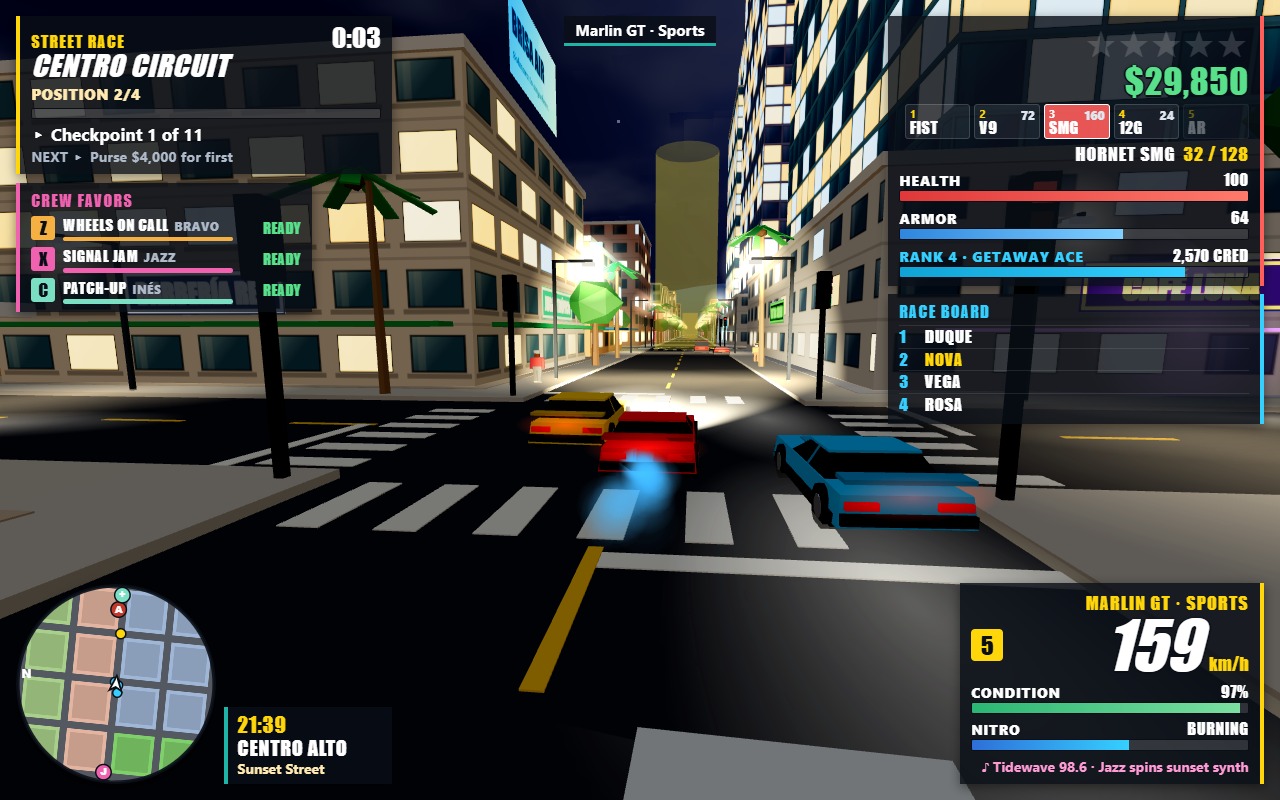 STREET RACE
0:03
CENTRO CIRCUIT
POSITION 2/4
▸ Checkpoint 1 of 11
NEXT ▸ Purse $4,000 for first
CREW FAVORS
Z WHEELS ON CALL BRAVO READY
X SIGNAL JAM JAZZ READY
C PATCH-UP INÉS READY
Marlin GT · Sports
$29,850
1 FIST
2 V9 72
3 SMG 160
4 12G 24
5 AR
HORNET SMG 32 / 128
HEALTH 100
ARMOR 64
RANK 4 · GETAWAY ACE 2,570 CRED
RACE BOARD
1 DUQUE
2 NOVA
3 VEGA
4 ROSA
CAFE LUNA
N
A
J
21:39
CENTRO ALTO
Sunset Street
MARLIN GT · SPORTS
5
159 km/h
CONDITION 97%
NITRO BURNING
♪ Tidewave 98.6 · Jazz spins sunset synth